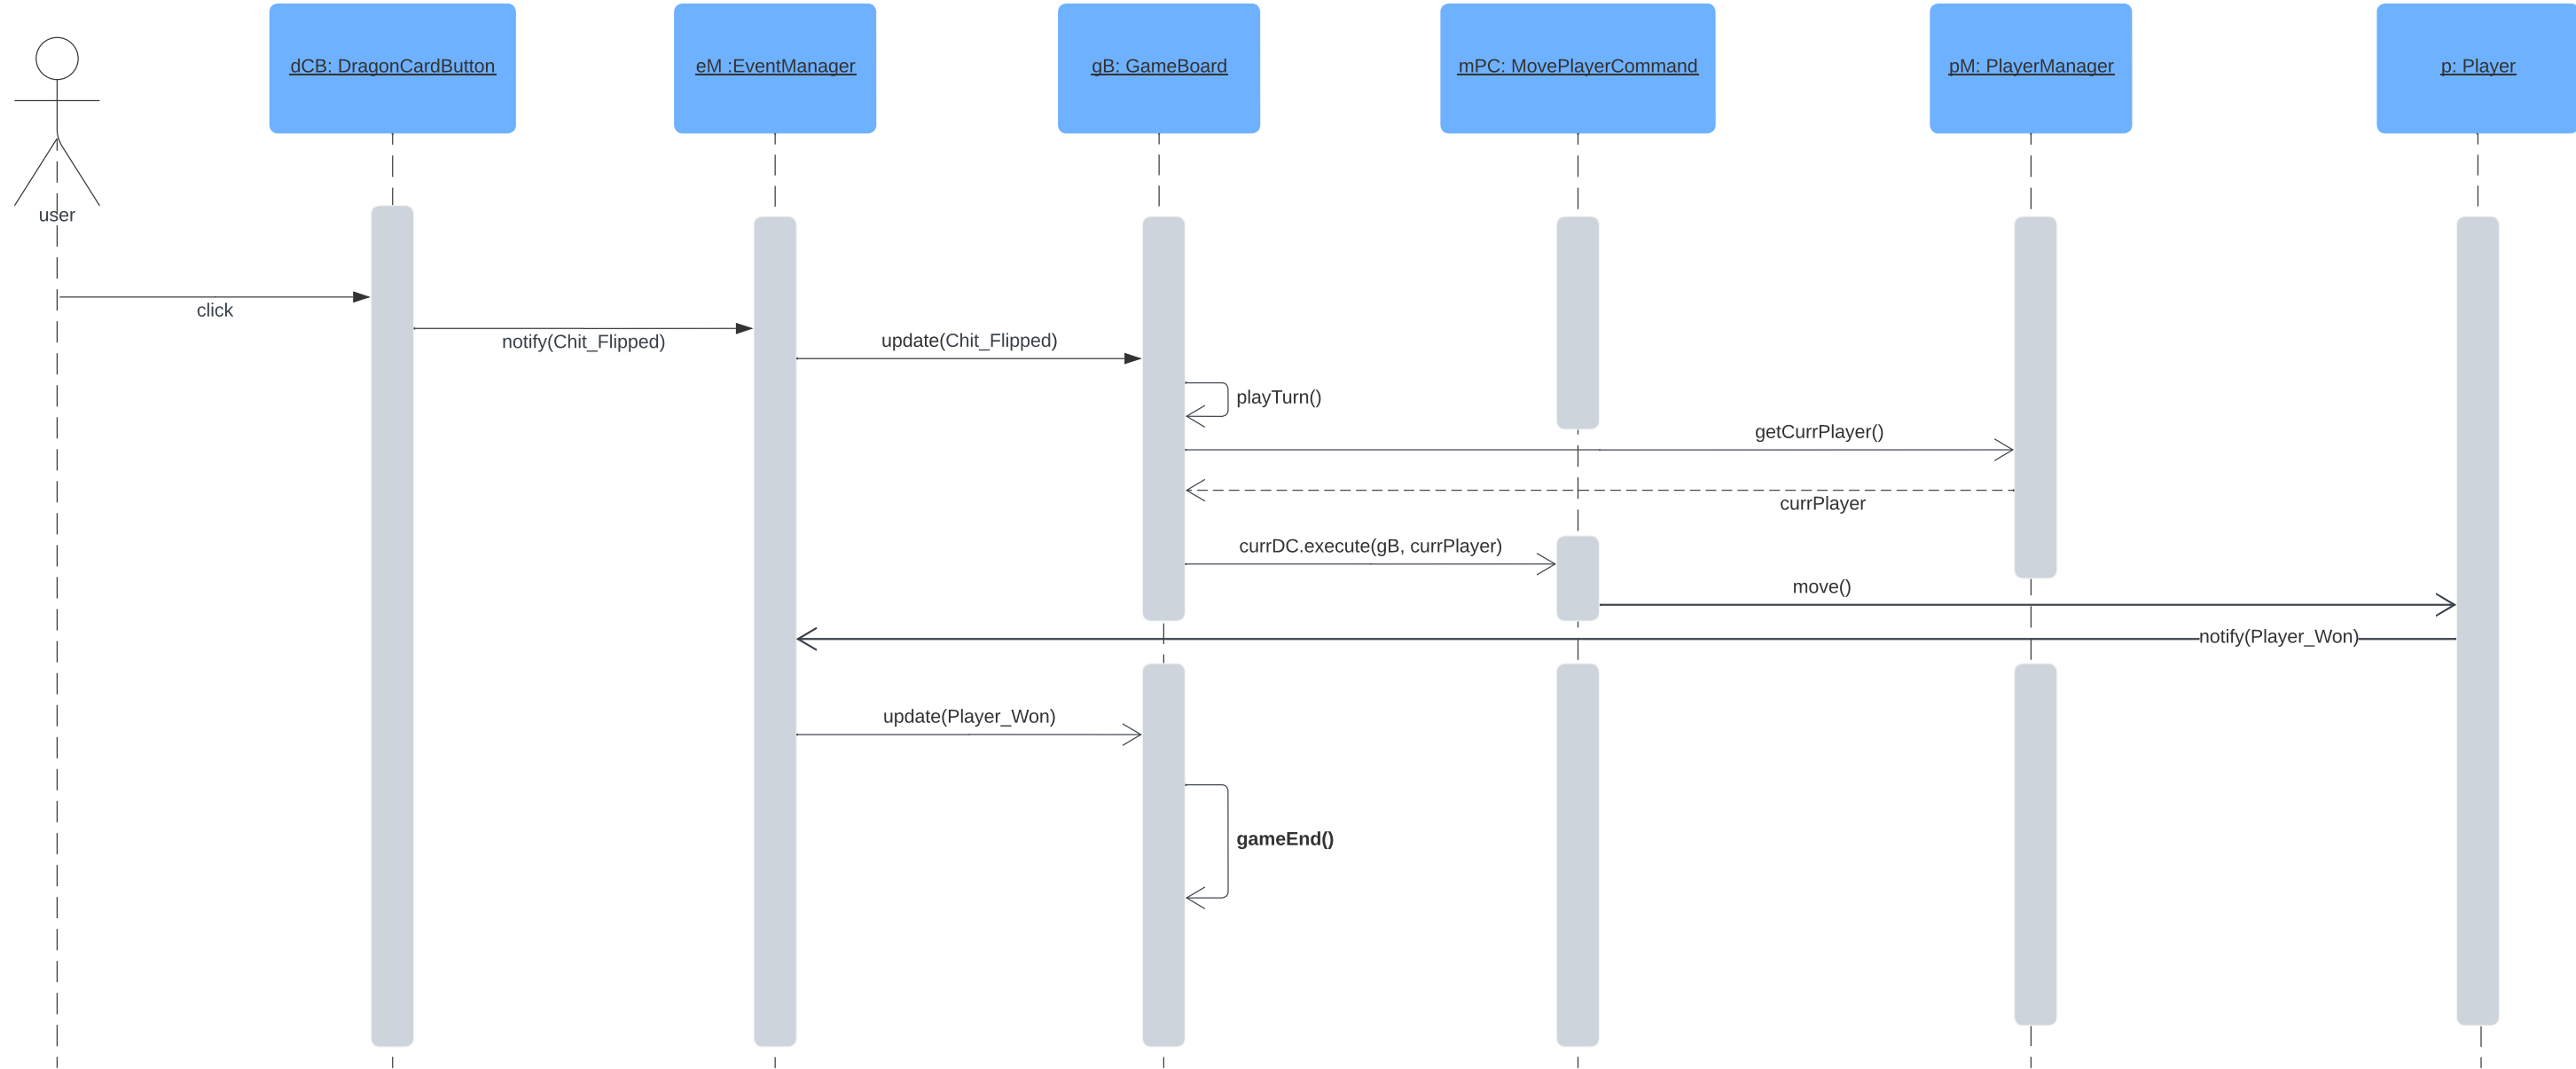 dCB: DragonCardButton
eM :EventManager
gB: GameBoard
mPC: MovePlayerCommand
pM: PlayerManager
p: Player
user
click
notify(Chit_Flipped)
update(Chit_Flipped)
playTurn()
getCurrPlayer()
currPlayer
currDC.execute(gB, currPlayer)
move()
notify(Player_Won)
update(Player_Won)
gameEnd()